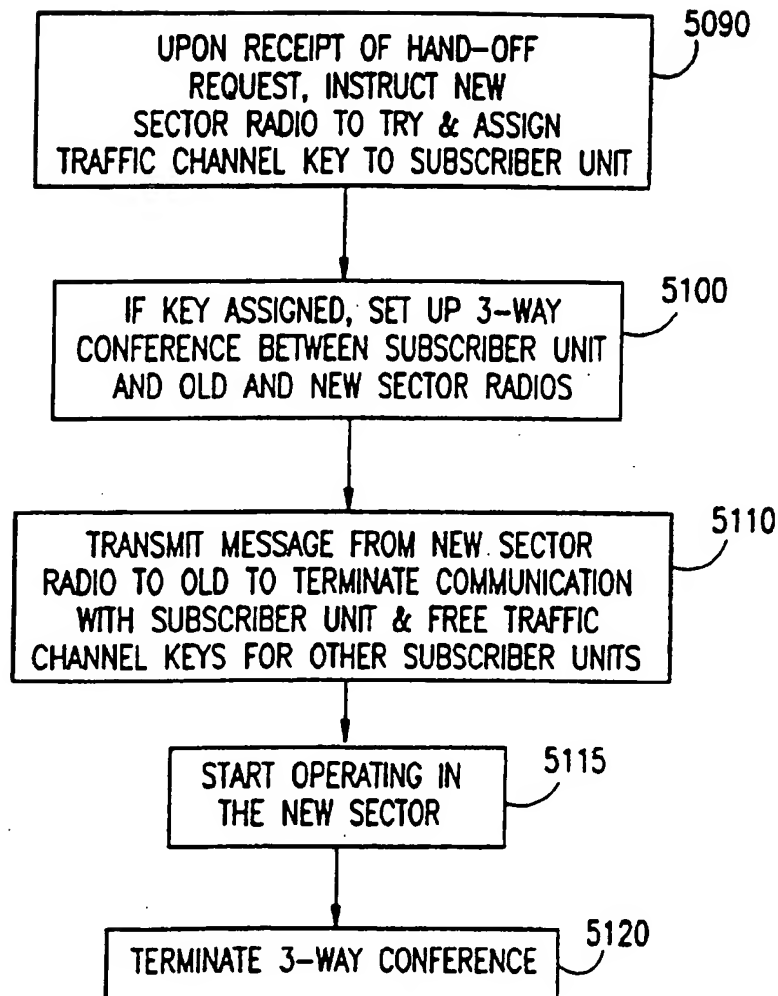 UPON RECEIPT OF HAND-OFF
REQUEST, INSTRUCT NEW
SECTOR RADIO TO TRY & ASSIGN
TRAFFIC CHANNEL KEY TO SUBSCRIBER UNIT
5090
IF KEY ASSIGNED, SET UP 3-WAY
CONFERENCE BETWEEN SUBSCRIBER UNIT
AND OLD AND NEW SECTOR RADIOS
5100
TRANSMIT MESSAGE FROM NEW SECTOR
RADIO TO OLD TO TERMINATE COMMUNICATION
WITH SUBSCRIBER UNIT & FREE TRAFFIC
CHANNEL KEYS FOR OTHER SUBSCRIBER UNITS
5110
START OPERATING IN
THE NEW SECTOR
5115
TERMINATE 3-WAY CONFERENCE
5120